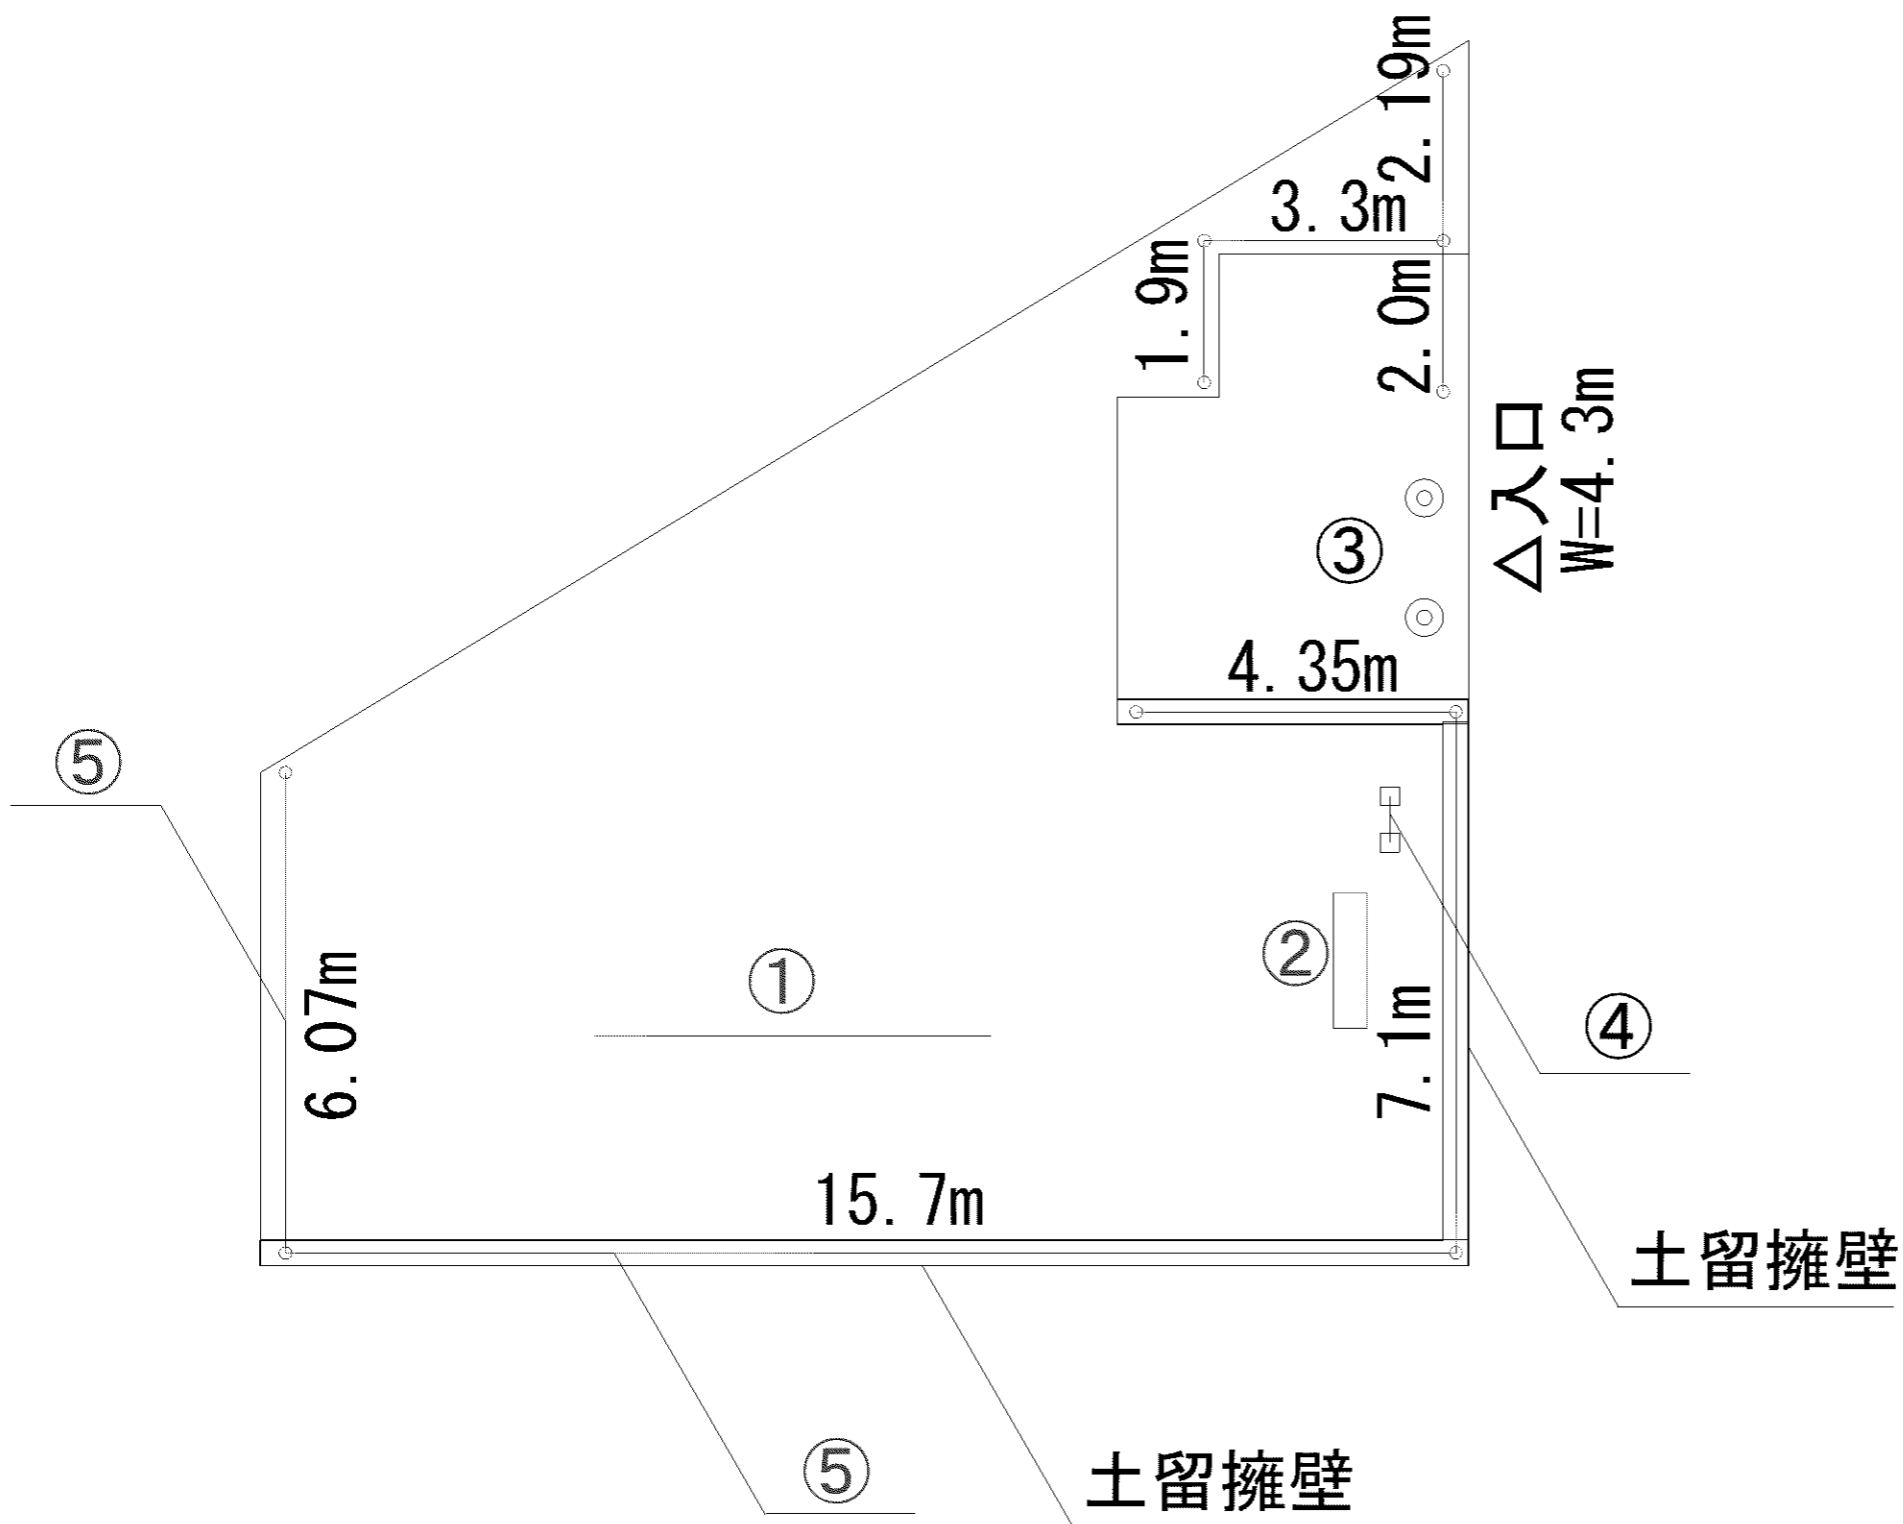 2.19m
3.3m
1.9m
2.0m
△入口
W=4.3m
③
4.35m
⑤
②
①
6.07m
7.1m
④
15.7m
土留擁壁
⑤
土留擁壁